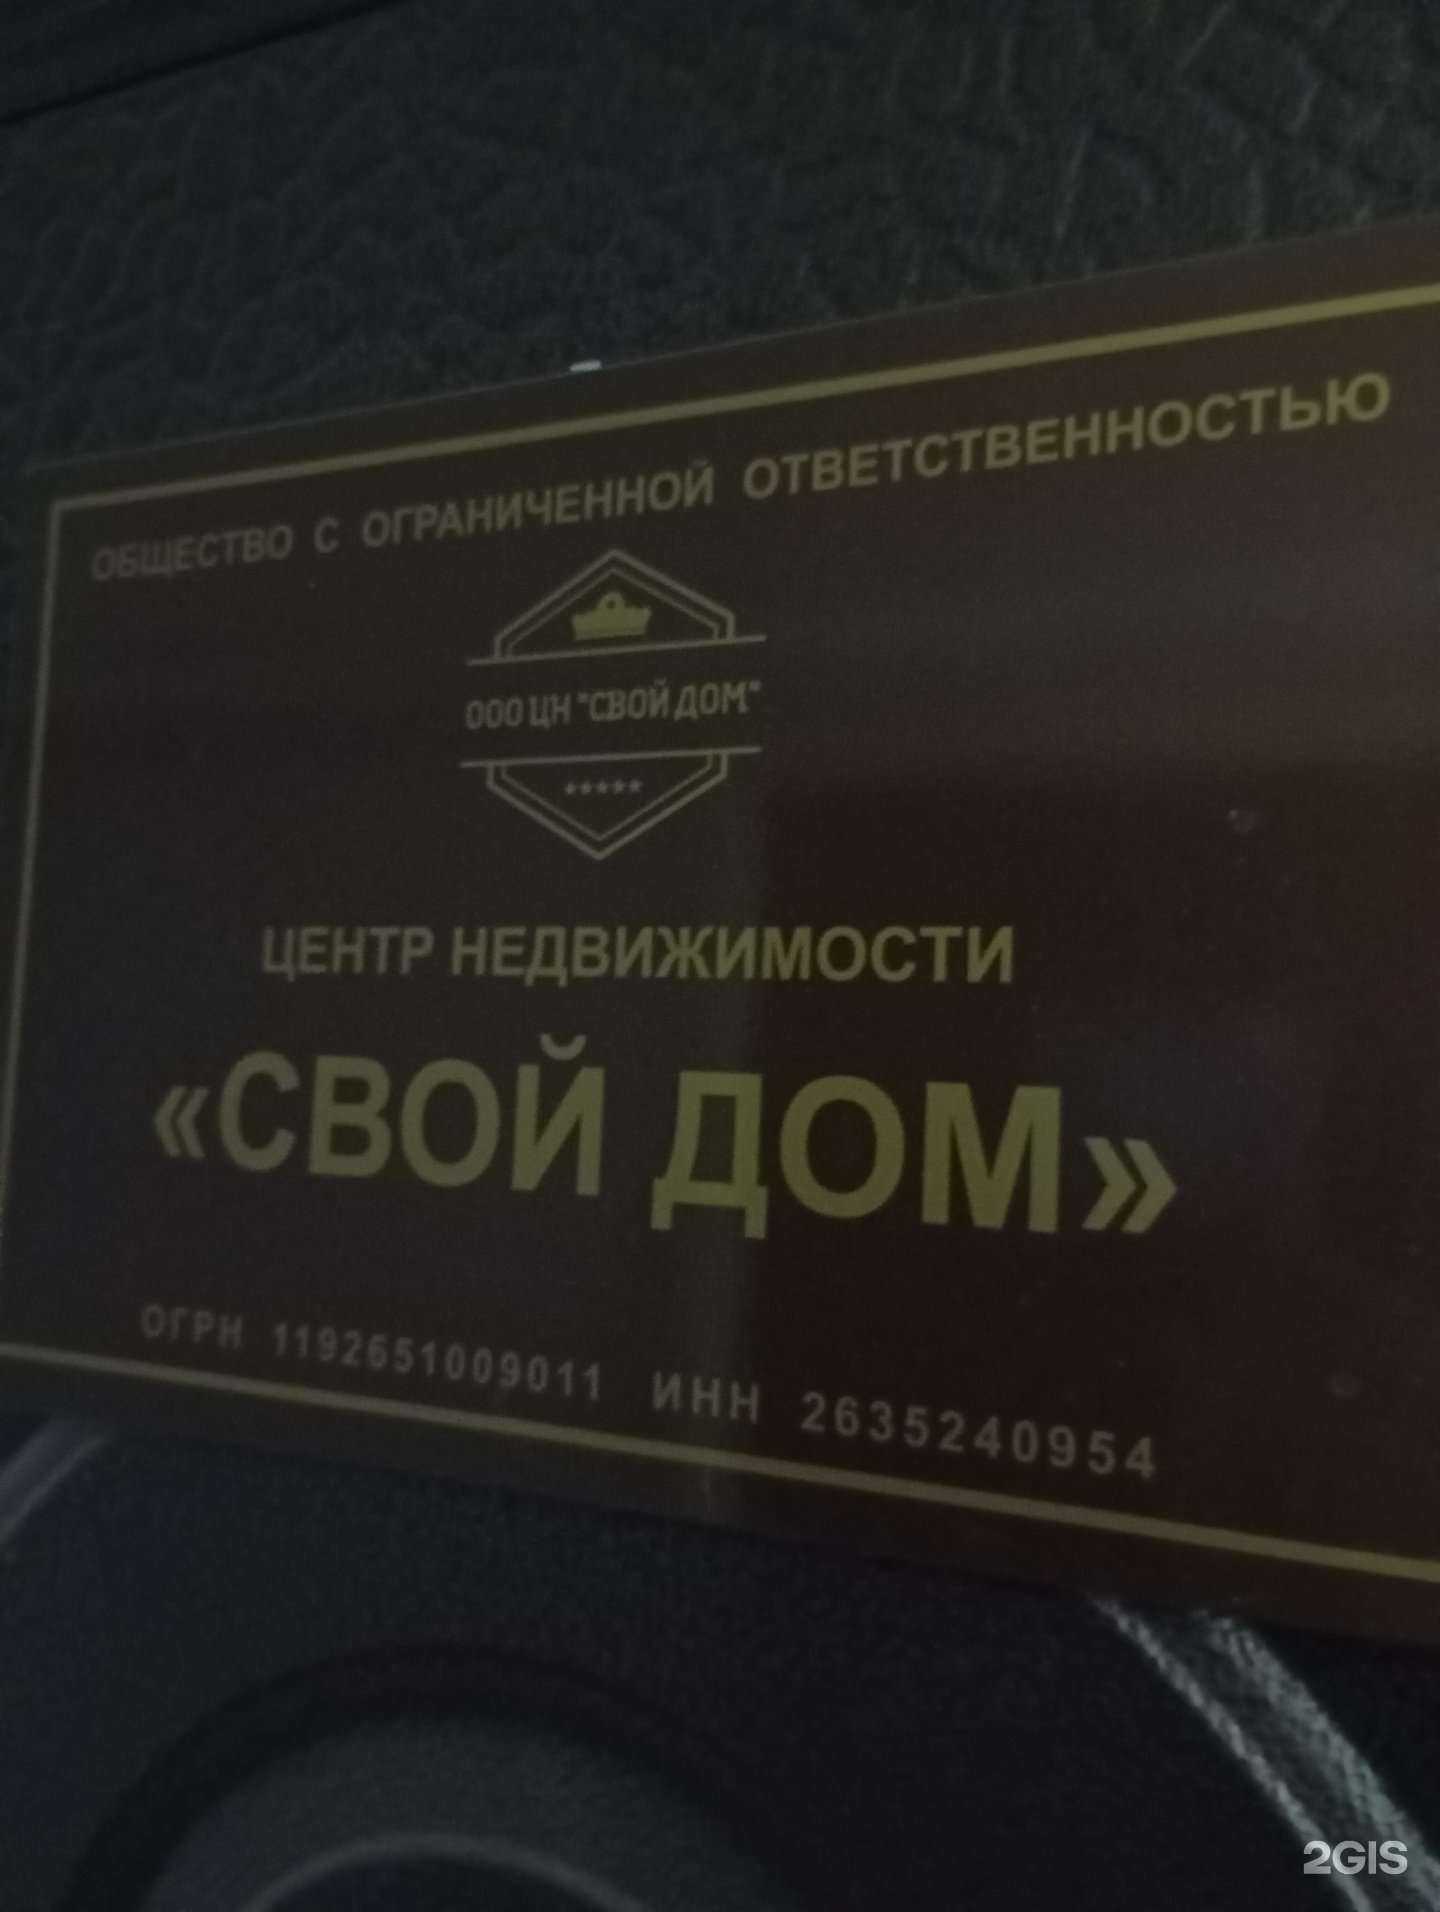 ОБЩЕСТВО С ОГРАНИЧЕННОЙ ОТВЕТСТВЕННОСТЬЮ
ООО ЦН "СВОЙ ДОМ"
ЦЕНТР НЕДВИЖИМОСТИ
«СВОЙ ДОМ»
ОГРН 1192651009011 ИНН 2635240954
2GIS